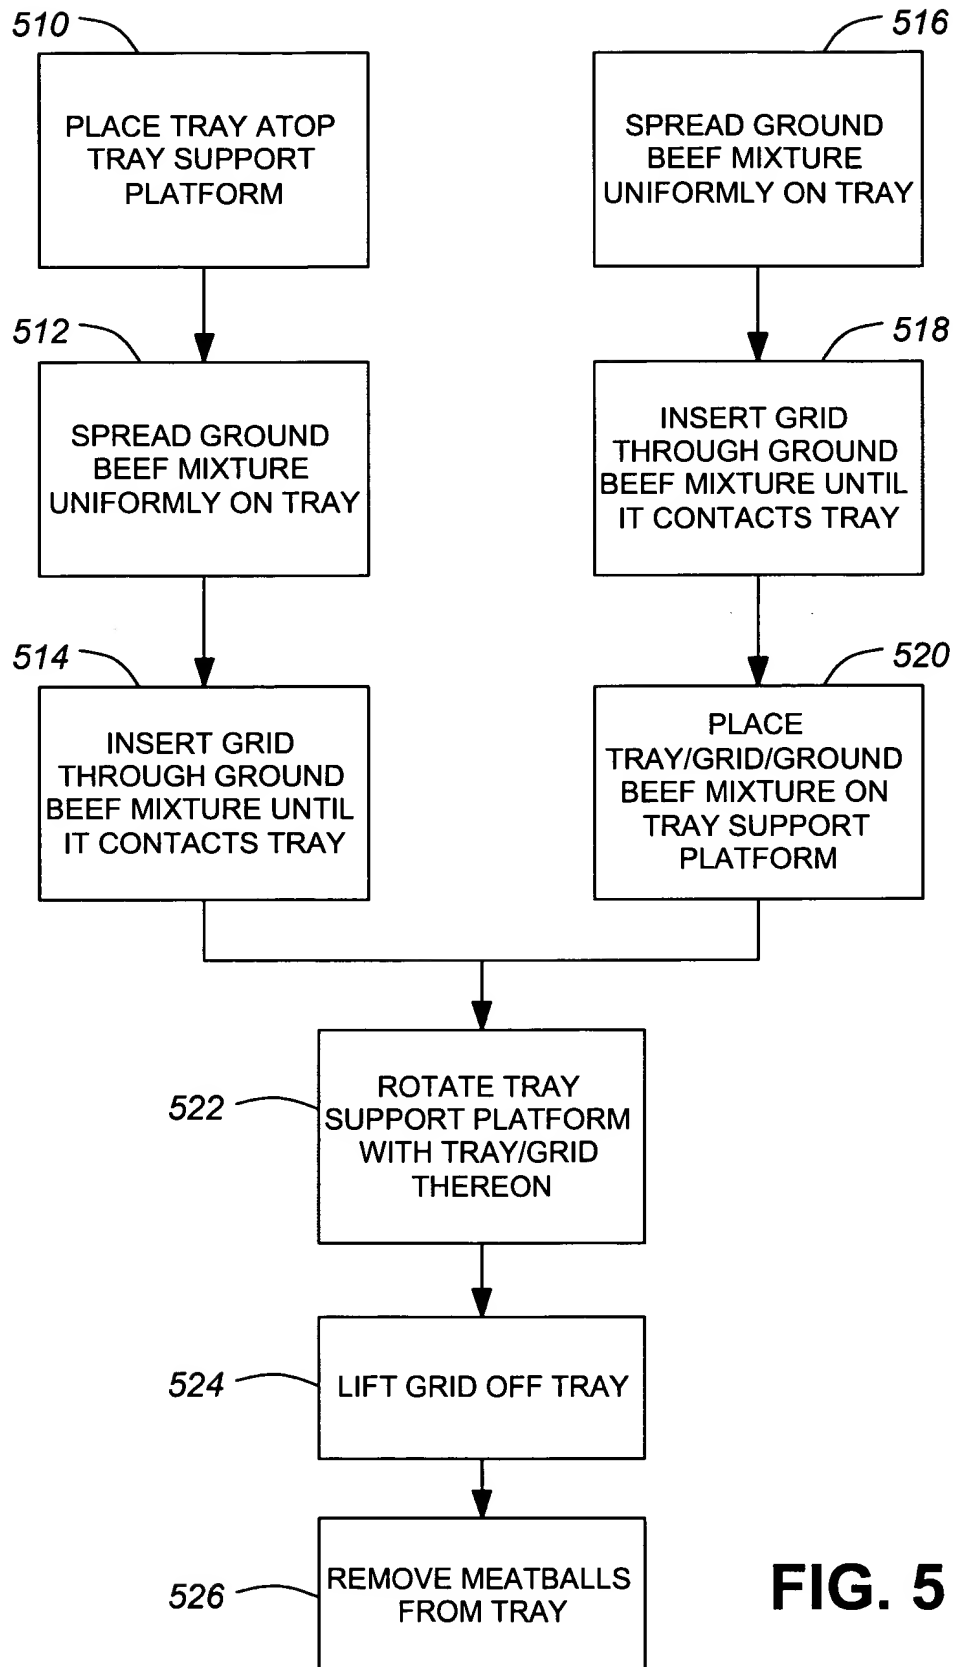 510
PLACE TRAY ATOP
TRAY SUPPORT
PLATFORM
512
SPREAD GROUND
BEEF MIXTURE
UNIFORMLY ON TRAY
514
INSERT GRID
THROUGH GROUND
BEEF MIXTURE UNTIL
IT CONTACTS TRAY
516
SPREAD GROUND
BEEF MIXTURE
UNIFORMLY ON TRAY
518
INSERT GRID
THROUGH GROUND
BEEF MIXTURE UNTIL
IT CONTACTS TRAY
520
PLACE
TRAY/GRID/GROUND
BEEF MIXTURE ON
TRAY SUPPORT
PLATFORM
522
ROTATE TRAY
SUPPORT PLATFORM
WITH TRAY/GRID
THEREON
524
LIFT GRID OFF TRAY
526
REMOVE MEATBALLS
FROM TRAY
FIG. 5